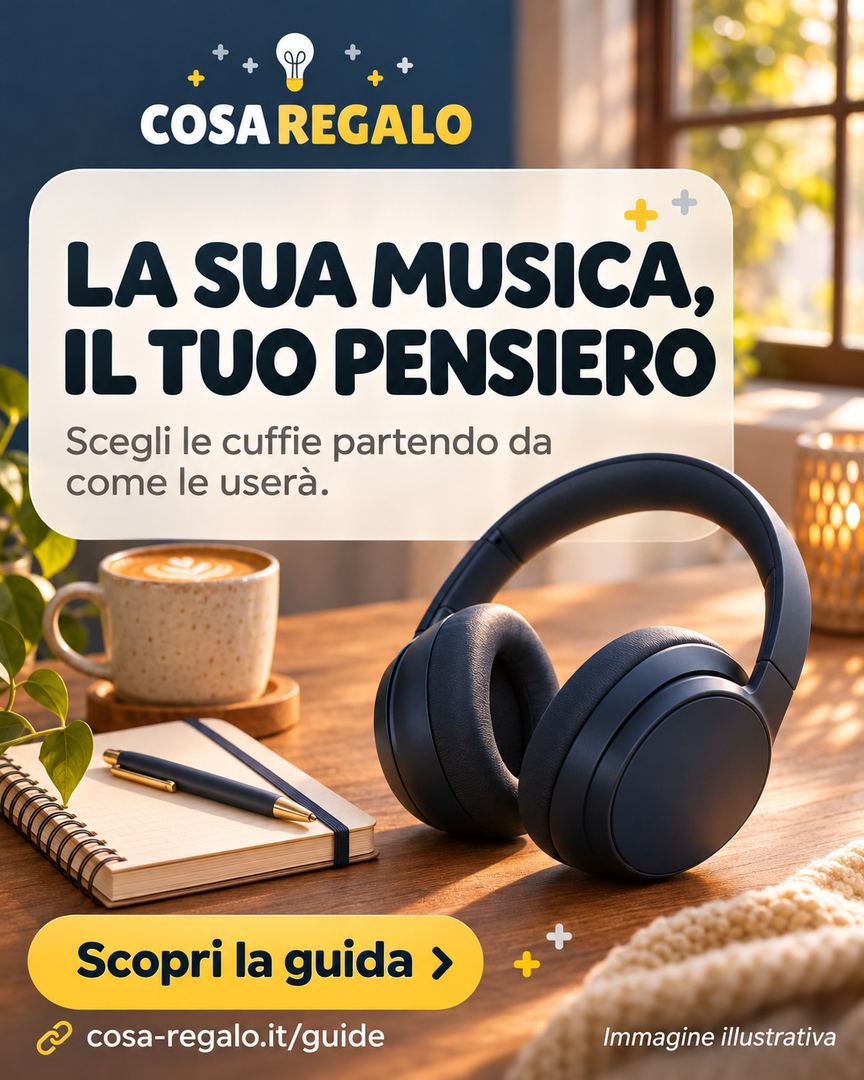 COSA REGALO
LA SUA MUSICA,
IL TUO PENSIERO
Scegli le cuffie partendo da
come le userà.
Scopri la guida
cosa-regalo.it/guide
Immagine illustrativa